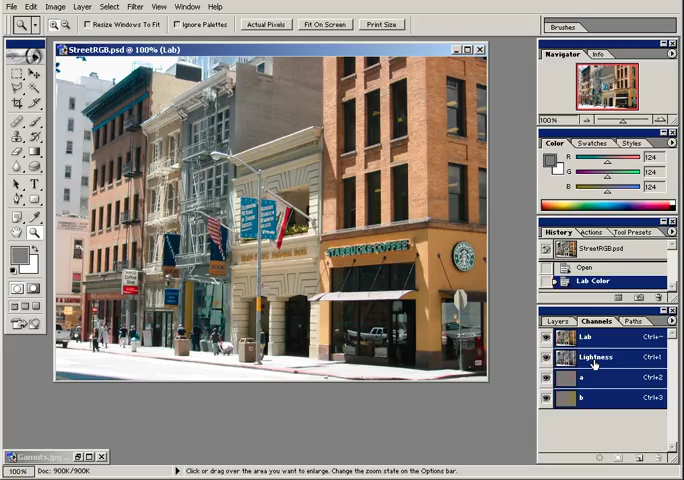 File Edit Image Layer Select Filter View Window Help
Resize Windows To Fit Ignore Palettes Actual Pixels Fit On Screen Print Size
Brushes
StreetRGB.psd @ 100% (Lab)
Navigator Info
100%
Color Swatches Styles
R 124
G 124
B 124
History Actions Tool Presets
StreetRGB.psd
Open
Lab Color
Layers Channels Paths
Lab Ctrl+~
Lightness Ctrl+1
a Ctrl+2
b Ctrl+3
STARBUCKS COFFEE
Gamuts.jpg
100% Doc: 900K/900K Click or drag over the area you want to enlarge. Change the zoom state on the Options bar.